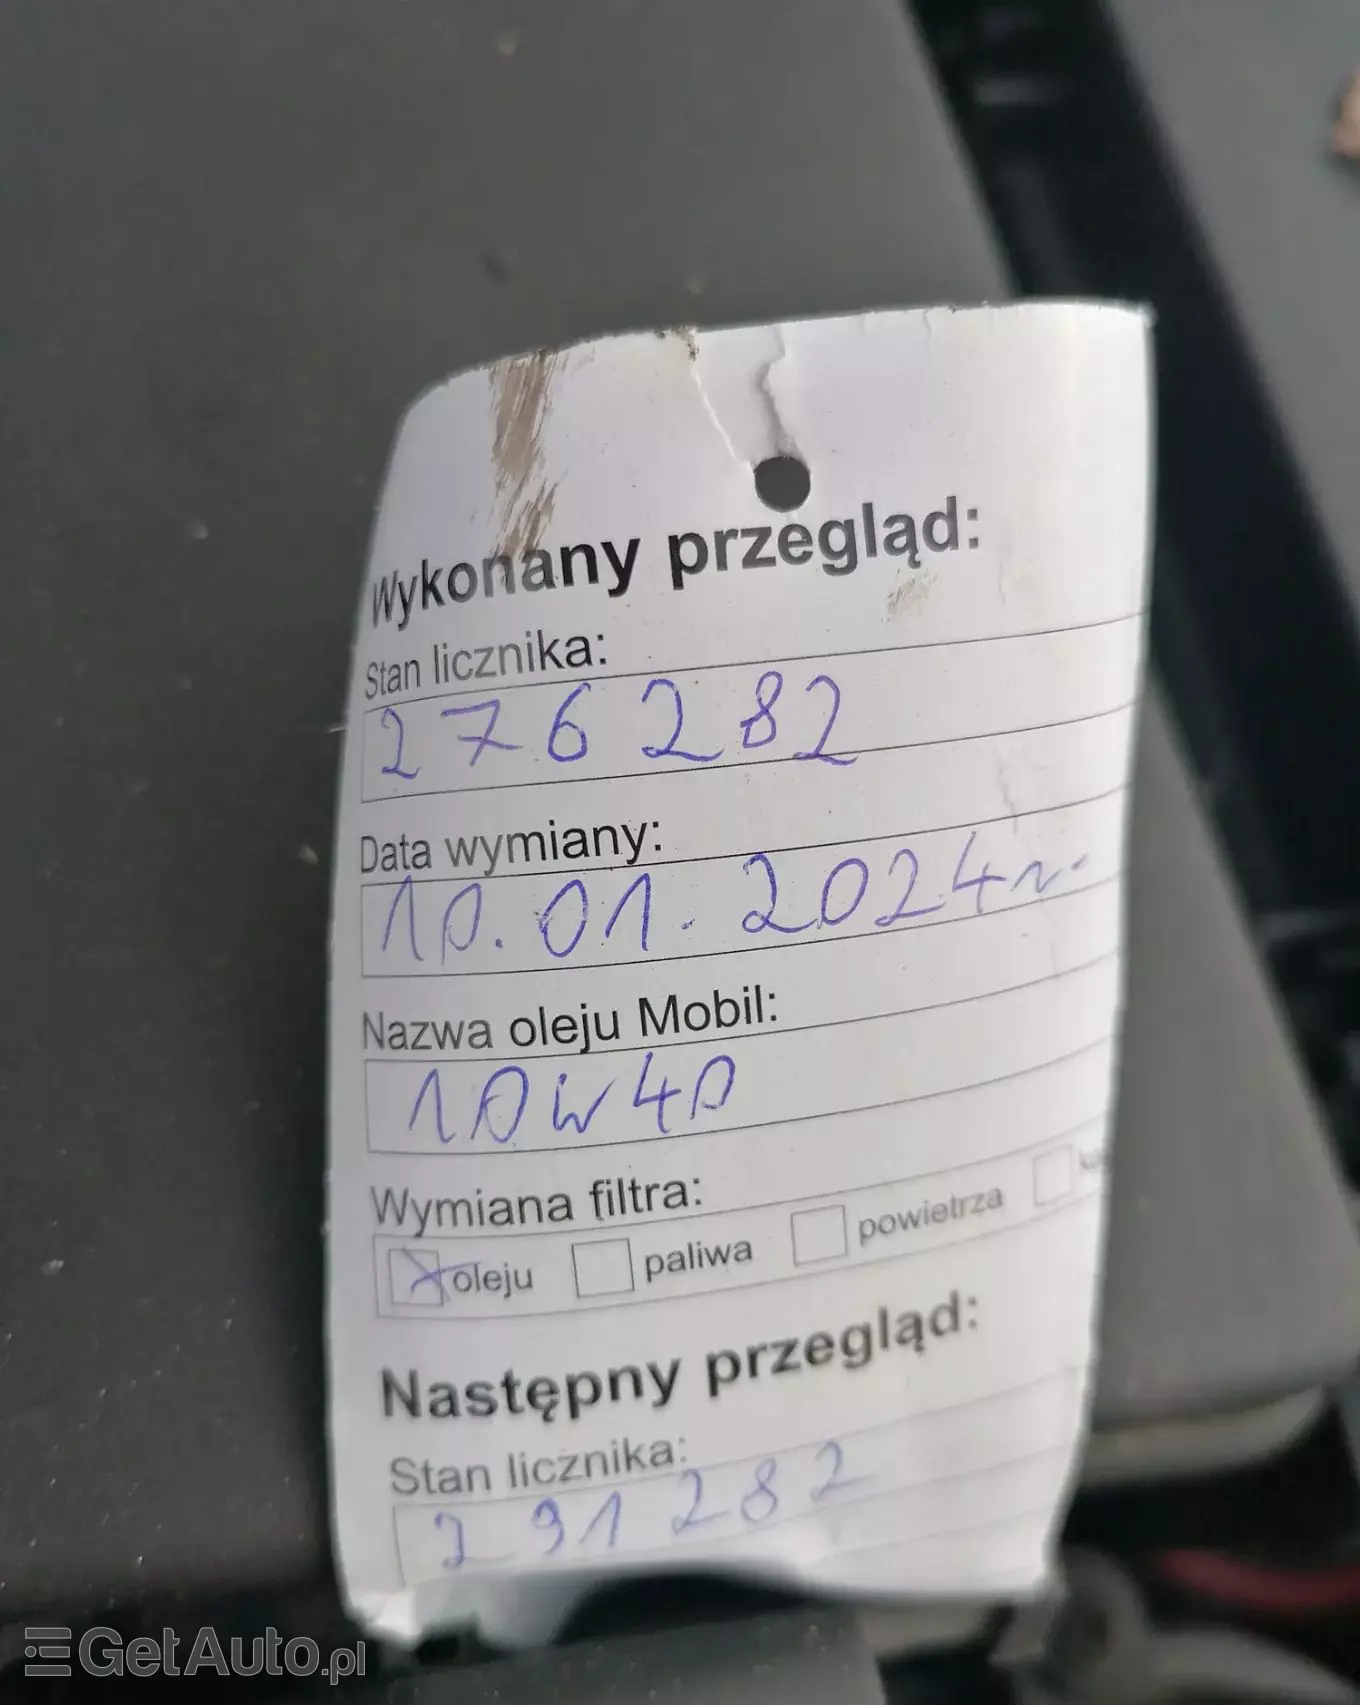 Wykonany przegląd:
Stan licznika:
276282
Data wymiany:
10.01.2024r.
Nazwa oleju Mobil:
10W40
Wymiana filtra:
oleju paliwa powietrza
Następny przegląd:
Stan licznika:
291282
GetAuto.pl